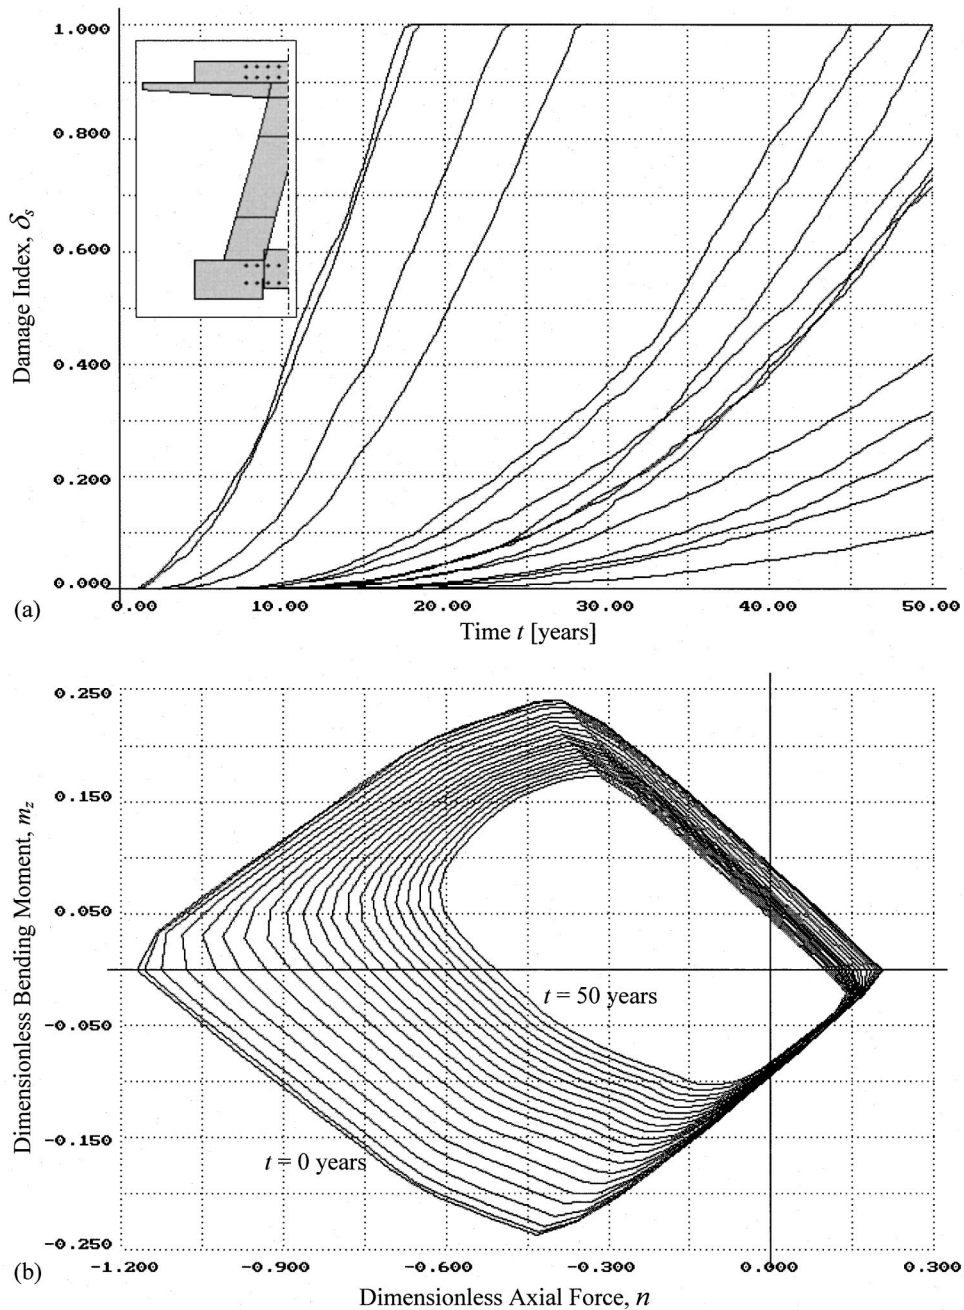 1.000
0.800
0.600
0.400
0.200
0.000
Damage Index, δs
(a)
0.00 10.00 20.00 30.00 40.00 50.00
Time t [years]
0.250
0.150
0.050
-0.050
-0.150
-0.250
Dimensionless Bending Moment, mz
t = 50 years
t = 0 years
(b)
-1.200 -0.900 -0.600 -0.300 0.000 0.300
Dimensionless Axial Force, n